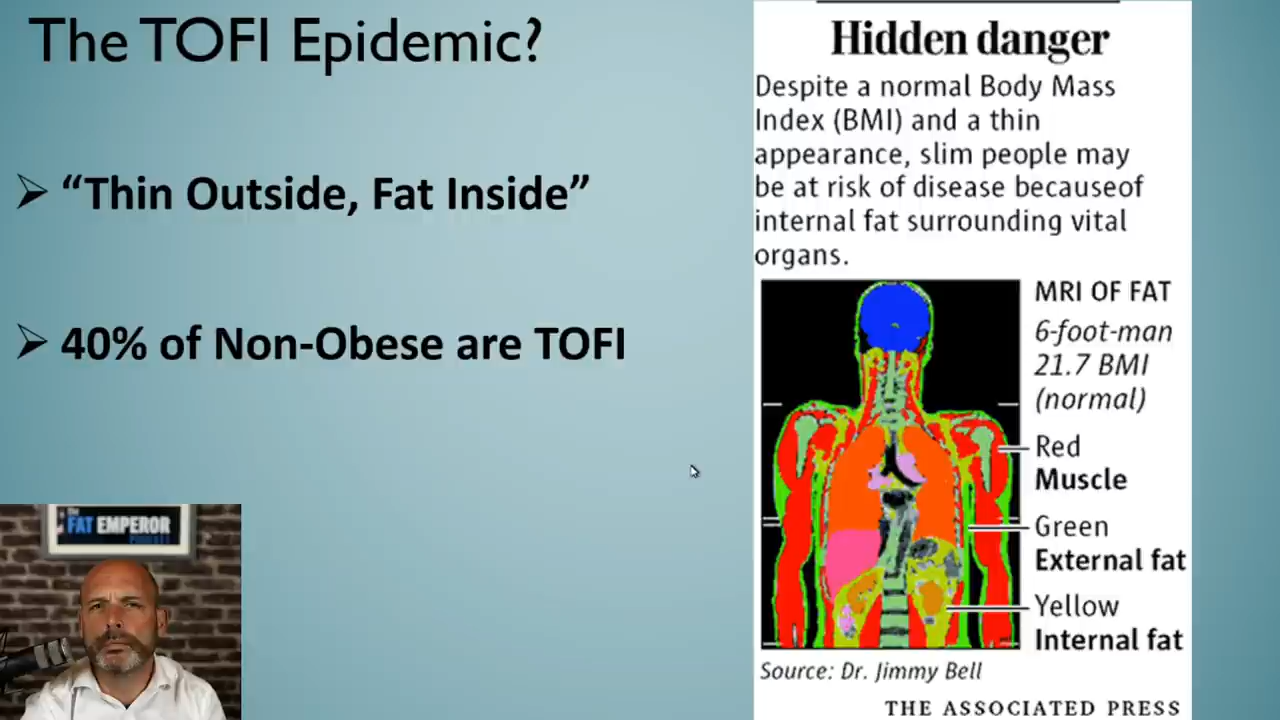 The TOFI Epidemic?
➢ “Thin Outside, Fat Inside”
➢ 40% of Non-Obese are TOFI
Hidden danger
Despite a normal Body Mass
Index (BMI) and a thin
appearance, slim people may
be at risk of disease becauseof
internal fat surrounding vital
organs.
MRI OF FAT
6-foot-man
21.7 BMI
(normal)
Red
Muscle
Green
External fat
Yellow
Internal fat
Source: Dr. Jimmy Bell
THE ASSOCIATED PRESS
The
FAT EMPEROR
PODCAST